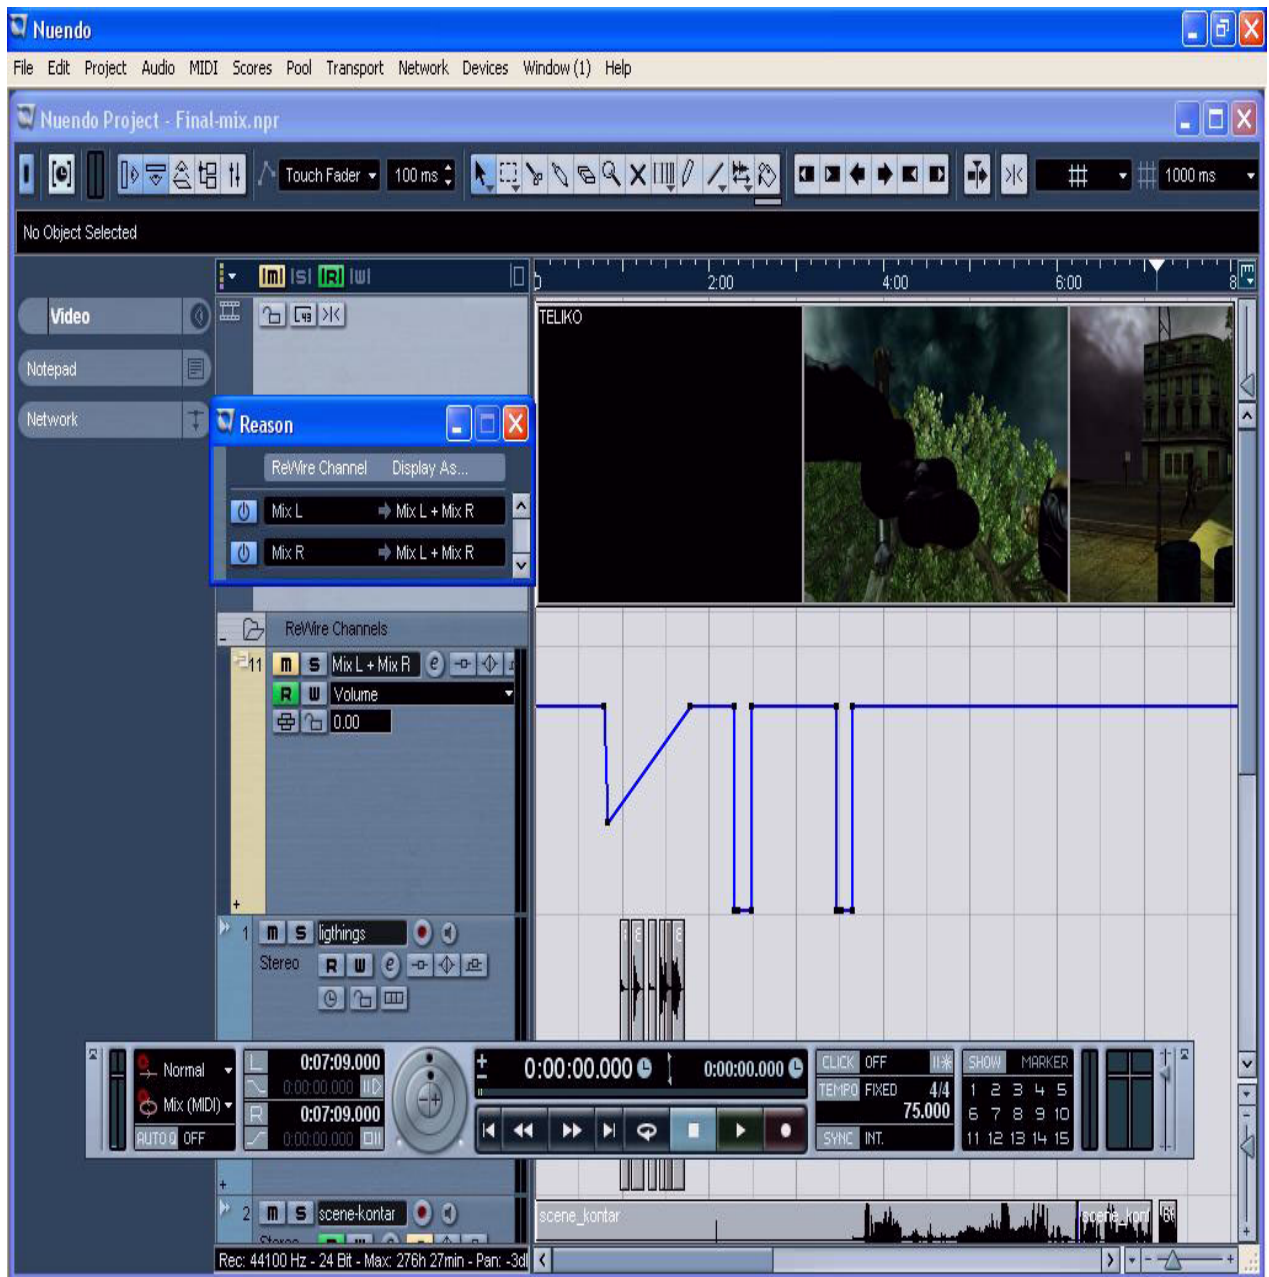 Nuendo
File Edit Project Audio MIDI Scores Pool Transport Network Devices Window (1) Help
Nuendo Project - Final-mix.npr
Touch Fader 100 ms 1000 ms
No Object Selected
m S R W
2:00 4:00 6:00 8
Video
TELIKO
Notepad
Network
Reason
ReWire Channel Display As...
Mix L Mix L + Mix R
Mix R Mix L + Mix R
ReWire Channels
11 m S Mix L + Mix R e
R W Volume
0.00
1 m S ligthings
Stereo R W e
Normal
Mix (MIDI)
AUTO Q OFF
L 0:07:09.000
0:00:00.000
R 0:07:09.000
0:00:00.000
0:00:00.000 0:00:00.000
CLICK OFF
TEMPO FIXED 4/4
75.000
SYNC INT.
SHOW MARKER
1 2 3 4 5
6 7 8 9 10
11 12 13 14 15
2 m S scene-kontar
scene_kontar scene_kont
Stereo
Rec: 44100 Hz - 24 Bit - Max: 276h 27min - Pan: -3d